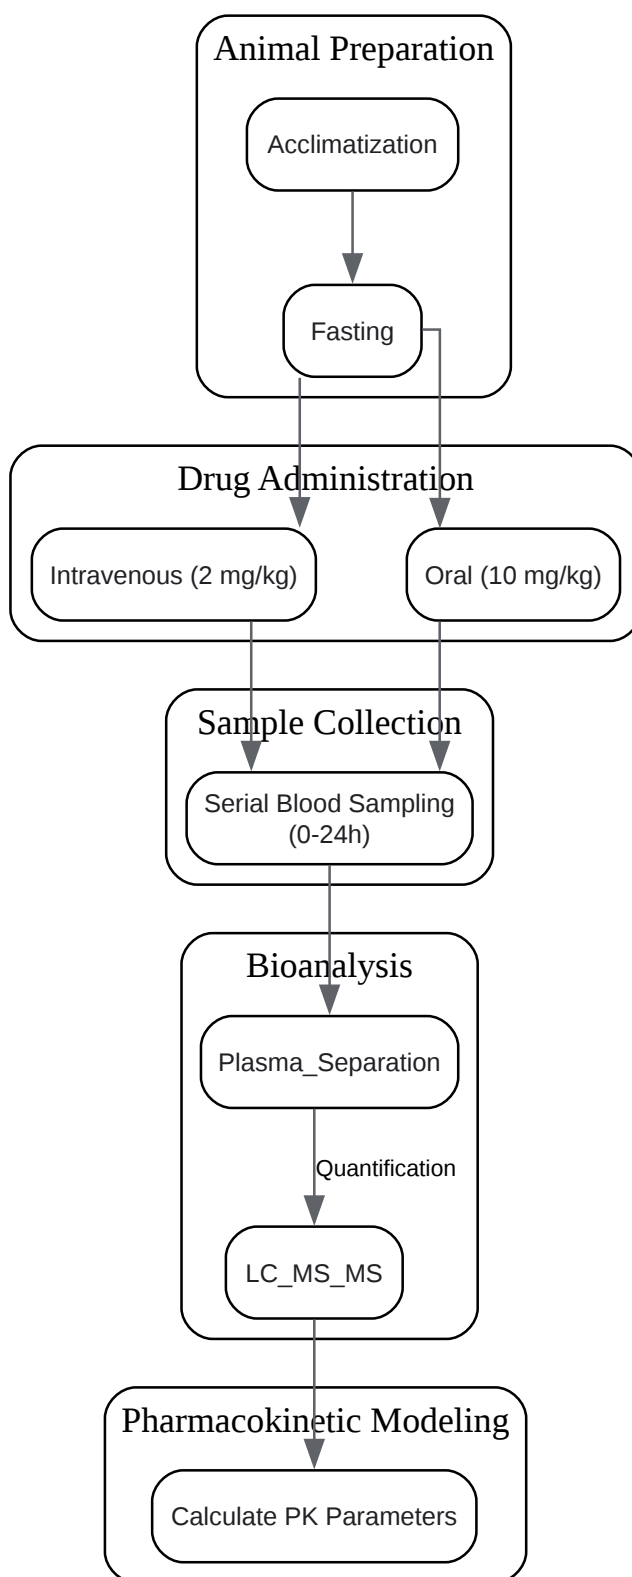 Animal Preparation
Acclimatization
Fasting
Drug Administration
Intravenous (2 mg/kg)
Oral (10 mg/kg)
Sample Collection
Serial Blood Sampling
(0-24h)
Bioanalysis
Plasma_Separation
Quantification
LC_MS_MS
Pharmacokinetic Modeling
Calculate PK Parameters